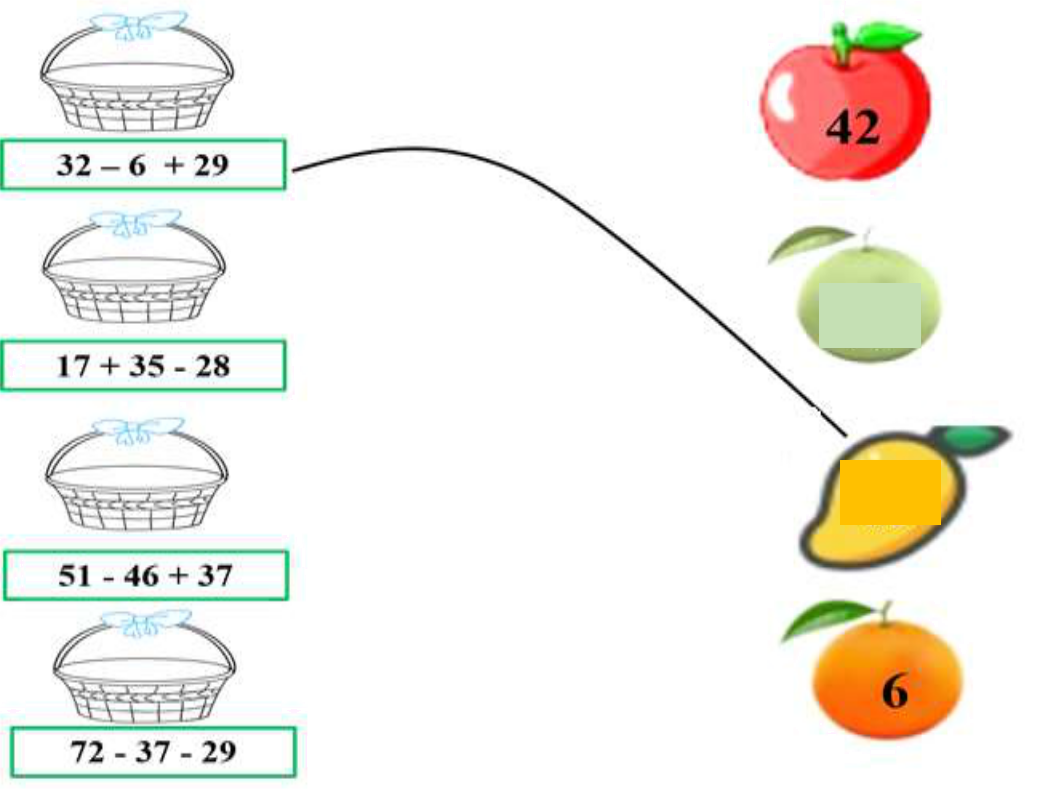 32 – 6 + 29
42
17 + 35 - 28
51 - 46 + 37
6
72 - 37 - 29